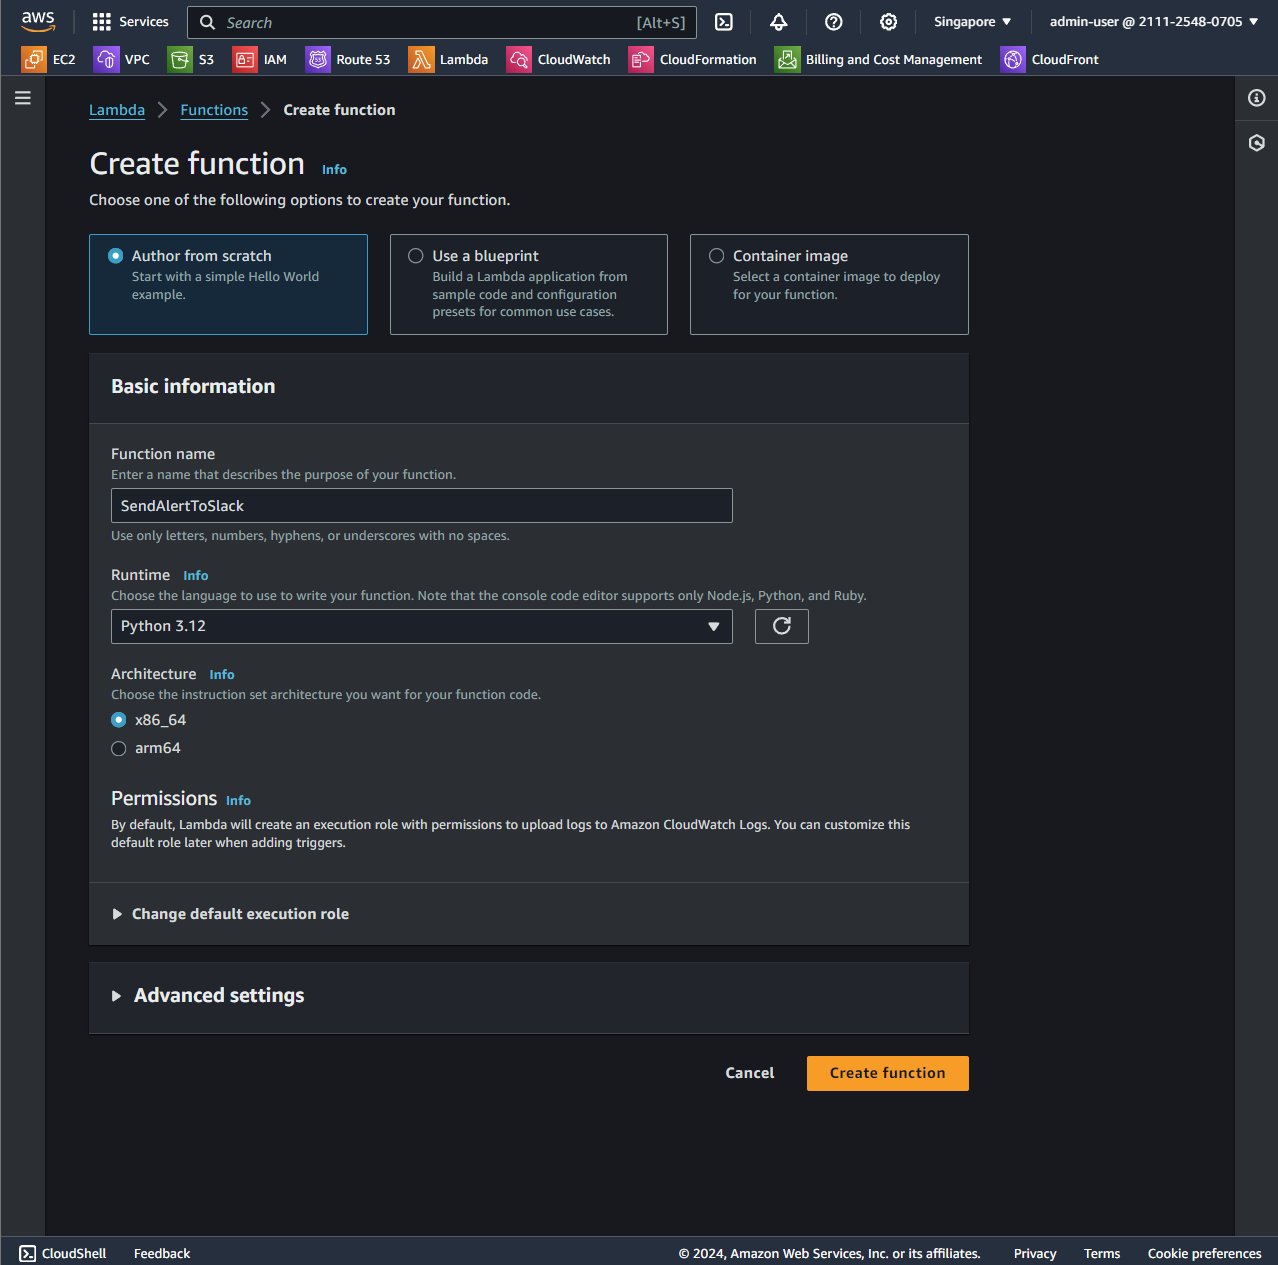 aws
Services
Search [Alt+S]
Singapore
admin-user @ 2111-2548-0705
EC2 VPC S3 IAM Route 53 Lambda CloudWatch CloudFormation Billing and Cost Management CloudFront
Lambda Functions Create function
Create function Info
Choose one of the following options to create your function.
Author from scratch
Start with a simple Hello World
example.
Use a blueprint
Build a Lambda application from
sample code and configuration
presets for common use cases.
Container image
Select a container image to deploy
for your function.
Basic information
Function name
Enter a name that describes the purpose of your function.
SendAlertToSlack
Use only letters, numbers, hyphens, or underscores with no spaces.
Runtime Info
Choose the language to use to write your function. Note that the console code editor supports only Node.js, Python, and Ruby.
Python 3.12
Architecture Info
Choose the instruction set architecture you want for your function code.
x86_64
arm64
Permissions Info
By default, Lambda will create an execution role with permissions to upload logs to Amazon CloudWatch Logs. You can customize this
default role later when adding triggers.
Change default execution role
Advanced settings
Cancel Create function
CloudShell Feedback © 2024, Amazon Web Services, Inc. or its affiliates. Privacy Terms Cookie preferences